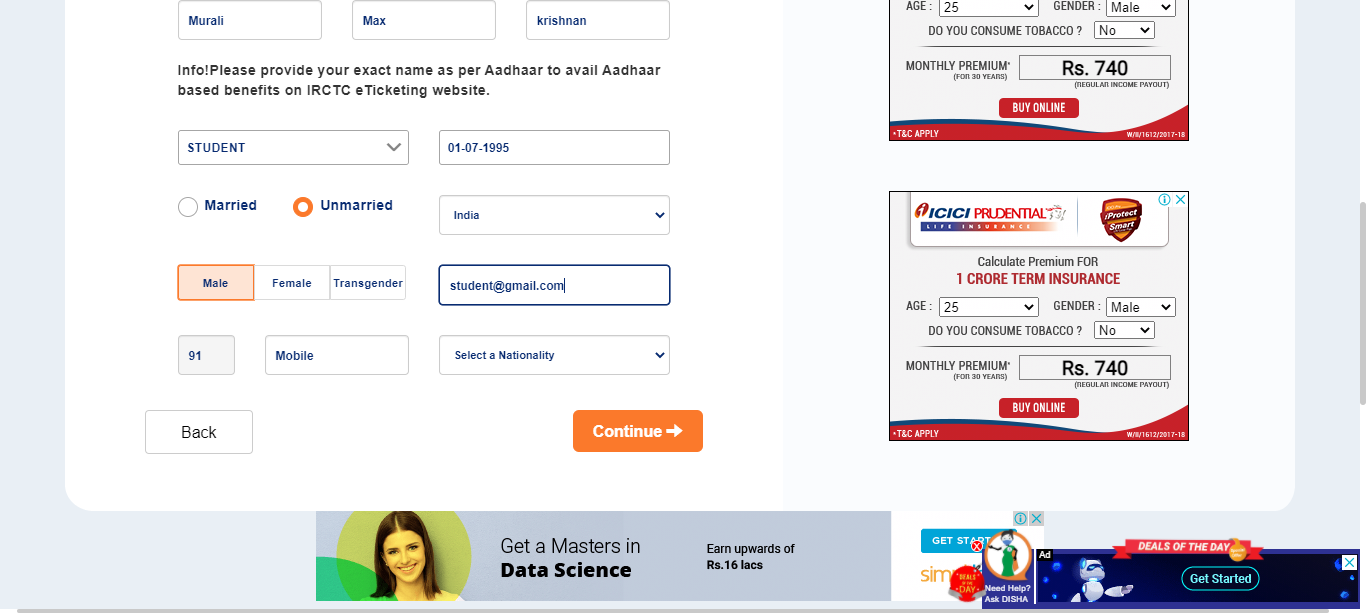 Murali Max krishnan
Info!Please provide your exact name as per Aadhaar to avail Aadhaar
based benefits on IRCTC eTicketing website.
STUDENT 01-07-1995
Married Unmarried India
Male Female Transgender student@gmail.com
91 Mobile Select a Nationality
Back Continue
AGE : 25 GENDER : Male
DO YOU CONSUME TOBACCO ? No
MONTHLY PREMIUM* Rs. 740
(FOR 30 YEARS) (REGULAR INCOME PAYOUT)
BUY ONLINE
*T&C APPLY W/II/1612/2017-18
ICICI PRUDENTIAL
LIFE INSURANCE
iProtect
Smart
Calculate Premium FOR
1 CRORE TERM INSURANCE
AGE : 25 GENDER : Male
DO YOU CONSUME TOBACCO ? No
MONTHLY PREMIUM* Rs. 740
(FOR 30 YEARS) (REGULAR INCOME PAYOUT)
BUY ONLINE
*T&C APPLY W/II/1612/2017-18
Get a Masters in
Data Science
Earn upwards of
Rs.16 lacs
GET START
simp
DEALS
OF THE
DAY
Need Help?
Ask DISHA
Ad
DEALS OF THE DAY
Get Started